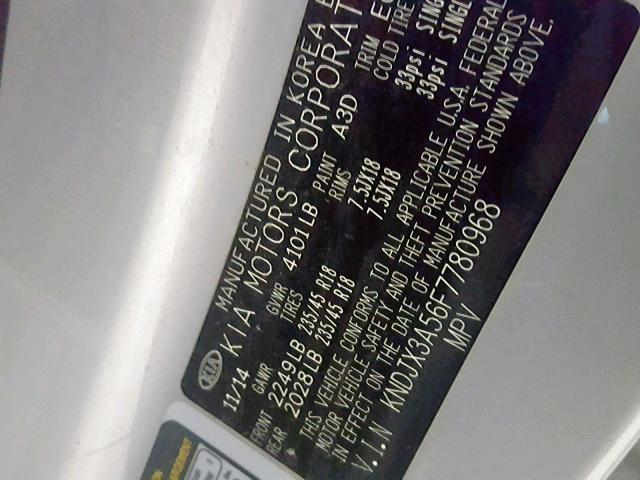 KIA MANUFACTURED IN KOREA
11/14 KIA MOTORS CORPORAT
GVWR 4101LB PAINT A3D TRIM
GAWR TIRES RIMS COLD TIRE
FRONT 2249LB 235/45 R18 7.5JX18 33psi SING
REAR 2028LB 235/45 R18 7.5JX18 33psi SINGLE
THIS VEHICLE CONFORMS TO ALL APPLICABLE U.S.A. FEDERAL
MOTOR VEHICLE SAFETY AND THEFT PREVENTION STANDARDS
IN EFFECT ON THE DATE OF MANUFACTURE SHOWN ABOVE.
V.I.N KNDJX3A56F7780968
MPV